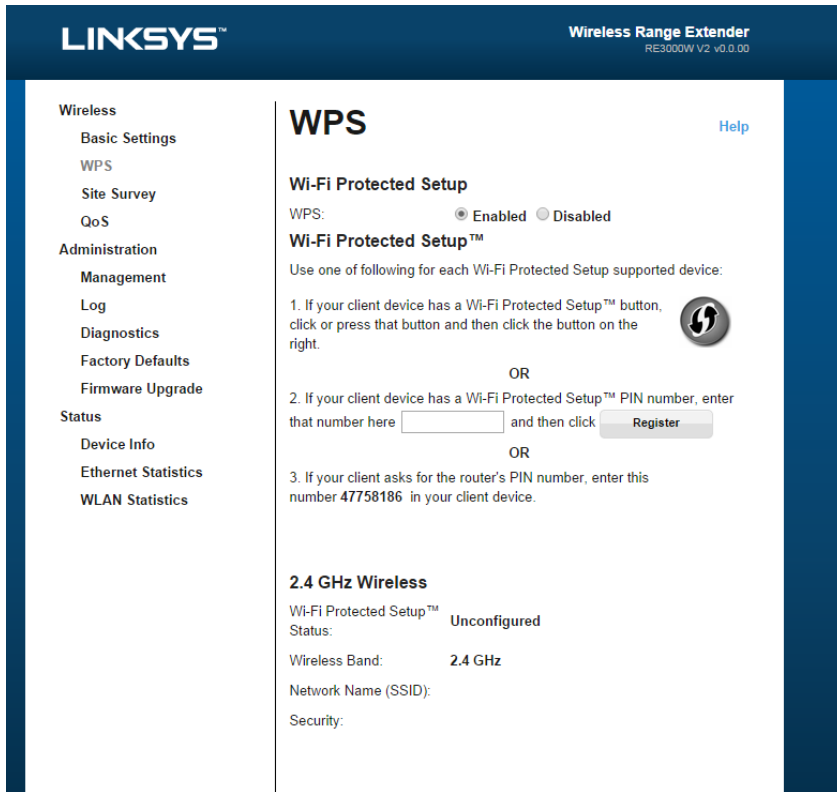 LINKSYS™
Wireless Range Extender
RE3000W V2 v0.0.00
Wireless
Basic Settings
WPS
Site Survey
QoS
Administration
Management
Log
Diagnostics
Factory Defaults
Firmware Upgrade
Status
Device Info
Ethernet Statistics
WLAN Statistics
WPS
Help
Wi-Fi Protected Setup
WPS: Enabled Disabled
Wi-Fi Protected Setup™
Use one of following for each Wi-Fi Protected Setup supported device:
1. If your client device has a Wi-Fi Protected Setup™ button,
click or press that button and then click the button on the
right.
OR
2. If your client device has a Wi-Fi Protected Setup™ PIN number, enter
that number here and then click Register
OR
3. If your client asks for the router's PIN number, enter this
number 47758186 in your client device.
2.4 GHz Wireless
Wi-Fi Protected Setup™
Status: Unconfigured
Wireless Band: 2.4 GHz
Network Name (SSID):
Security: